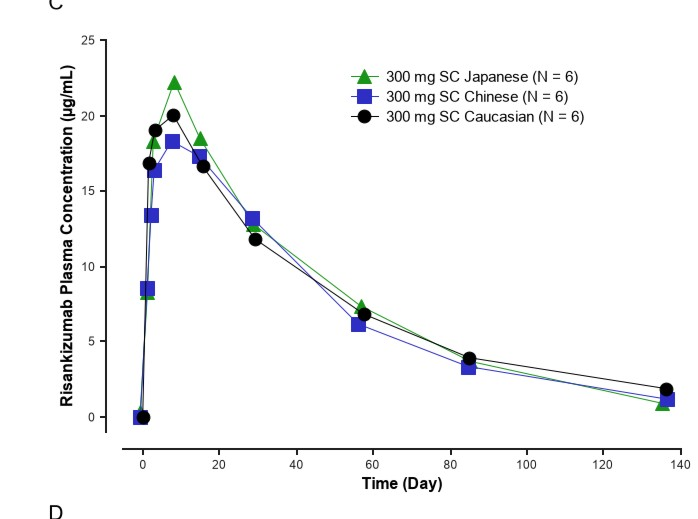 C
25
20
15
10
5
0
Risankizumab Plasma Concentration (µg/mL)
300 mg SC Japanese (N = 6)
300 mg SC Chinese (N = 6)
300 mg SC Caucasian (N = 6)
0 20 40 60 80 100 120 140
Time (Day)
D